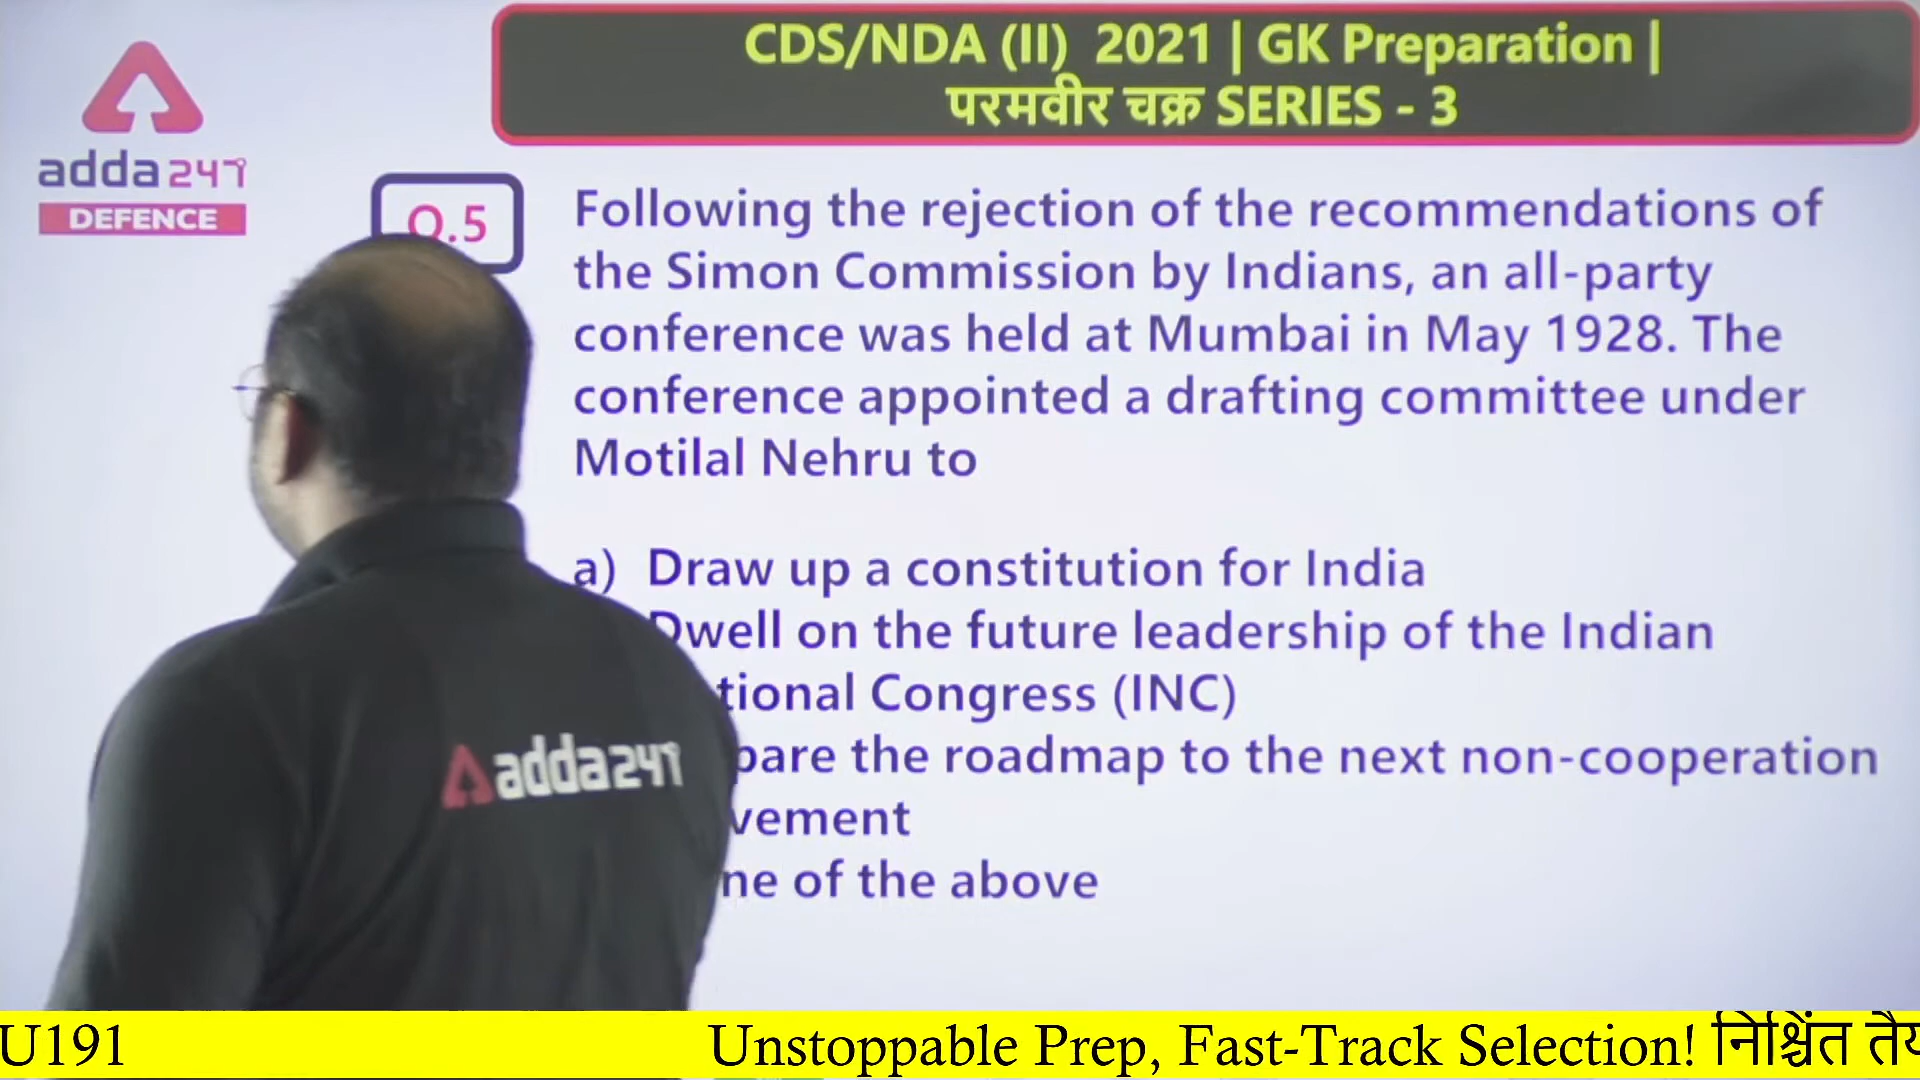 CDS/NDA (II) 2021 | GK Preparation |
परमवीर चक्र SERIES - 3
adda247
DEFENCE
Q.5
Following the rejection of the recommendations of
the Simon Commission by Indians, an all-party
conference was held at Mumbai in May 1928. The
conference appointed a drafting committee under
Motilal Nehru to
a) Draw up a constitution for India
Dwell on the future leadership of the Indian
tional Congress (INC)
pare the roadmap to the next non-cooperation
vement
ne of the above
adda247
U191
Unstoppable Prep, Fast-Track Selection! निश्चिंत